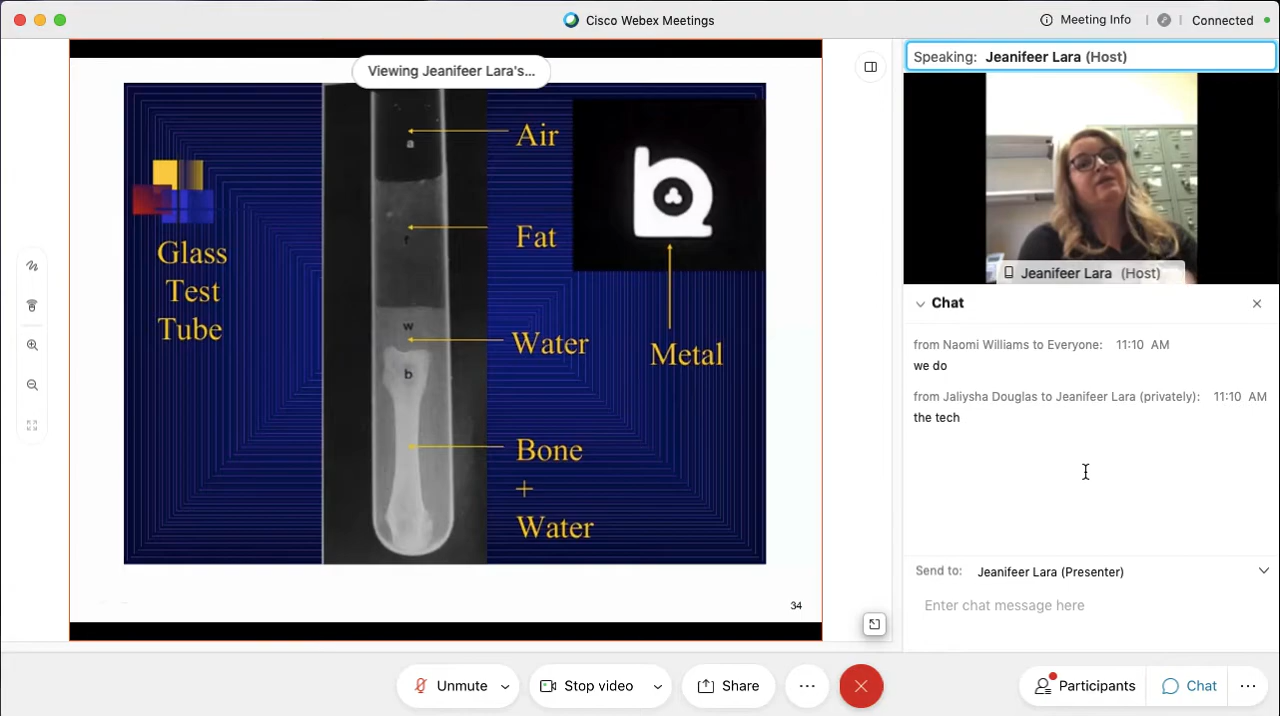 Cisco Webex Meetings
Meeting Info
Connected
Viewing Jeanifeer Lara's...
Glass
Test
Tube
a
f
w
b
Air
Fat
Water
Bone
+
Water
Metal
34
Speaking: Jeanifeer Lara (Host)
Jeanifeer Lara (Host)
Chat
from Naomi Williams to Everyone: 11:10 AM
we do
from Jaliysha Douglas to Jeanifeer Lara (privately): 11:10 AM
the tech
Send to: Jeanifeer Lara (Presenter)
Enter chat message here
Unmute
Stop video
Share
Participants
Chat